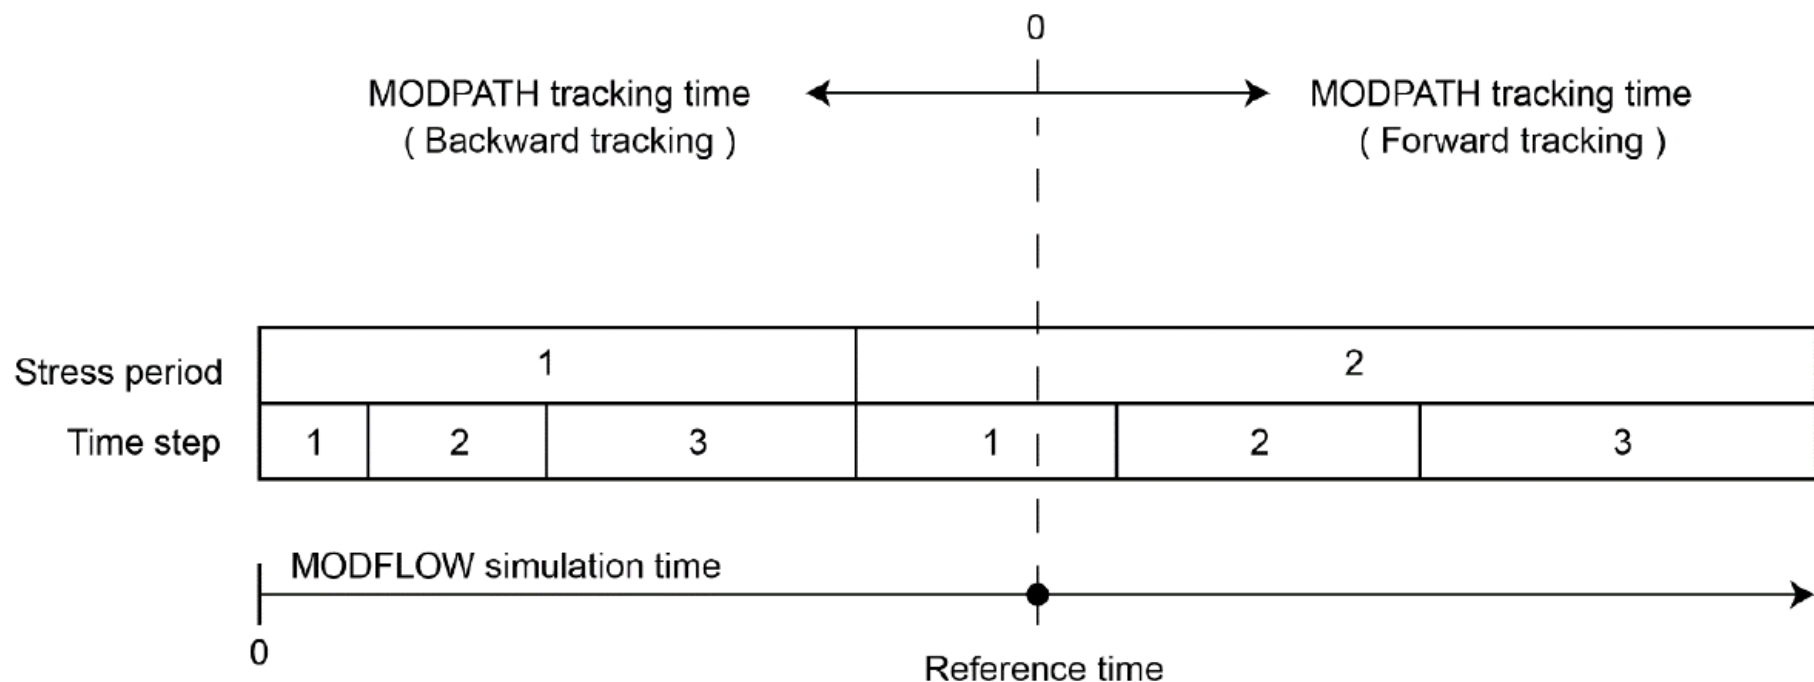 0
MODPATH tracking time
( Backward tracking )
MODPATH tracking time
( Forward tracking )
Stress period 1 2
Time step 1 2 3 1 2 3
MODFLOW simulation time
0
Reference time